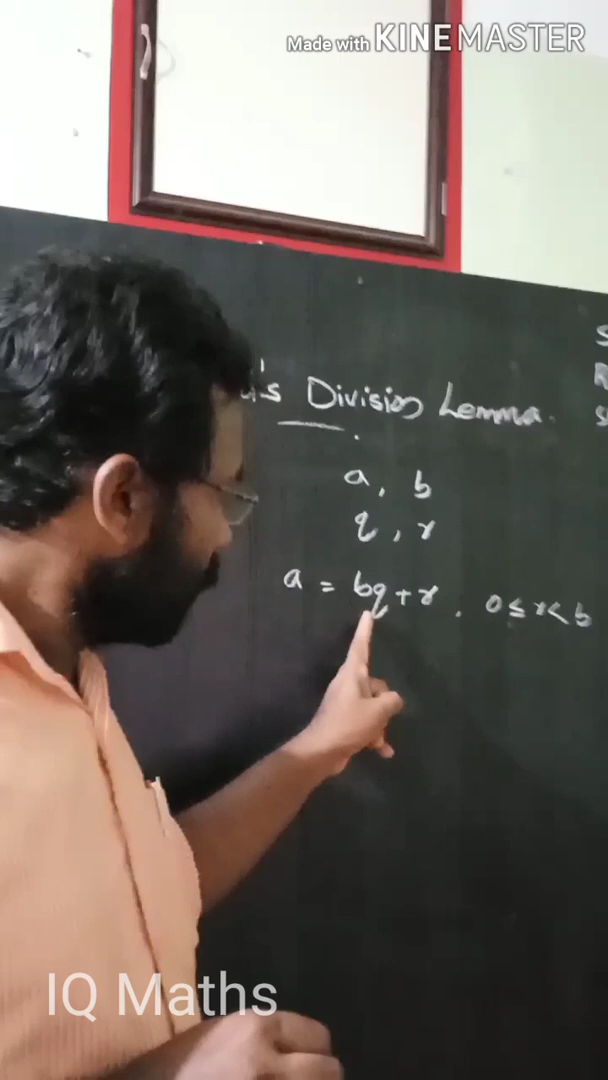 Made with KINEMASTER
's Division Lemma.
a, b
q, r
a = bq + r. 0 ≤ r < b
IQ Maths